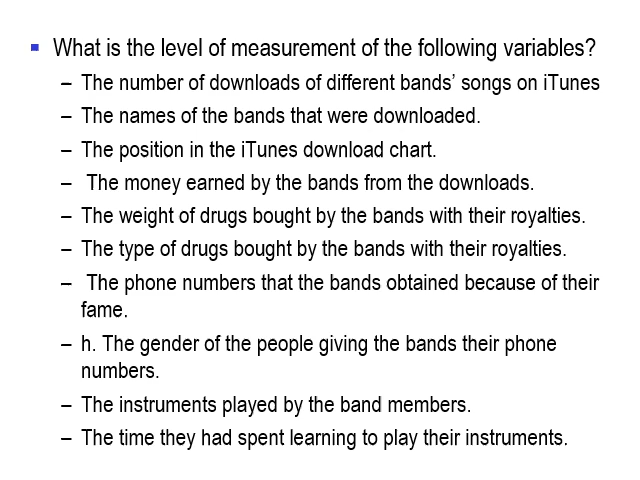 ▪ What is the level of measurement of the following variables?
– The number of downloads of different bands’ songs on iTunes
– The names of the bands that were downloaded.
– The position in the iTunes download chart.
– The money earned by the bands from the downloads.
– The weight of drugs bought by the bands with their royalties.
– The type of drugs bought by the bands with their royalties.
– The phone numbers that the bands obtained because of their
fame.
– h. The gender of the people giving the bands their phone
numbers.
– The instruments played by the band members.
– The time they had spent learning to play their instruments.